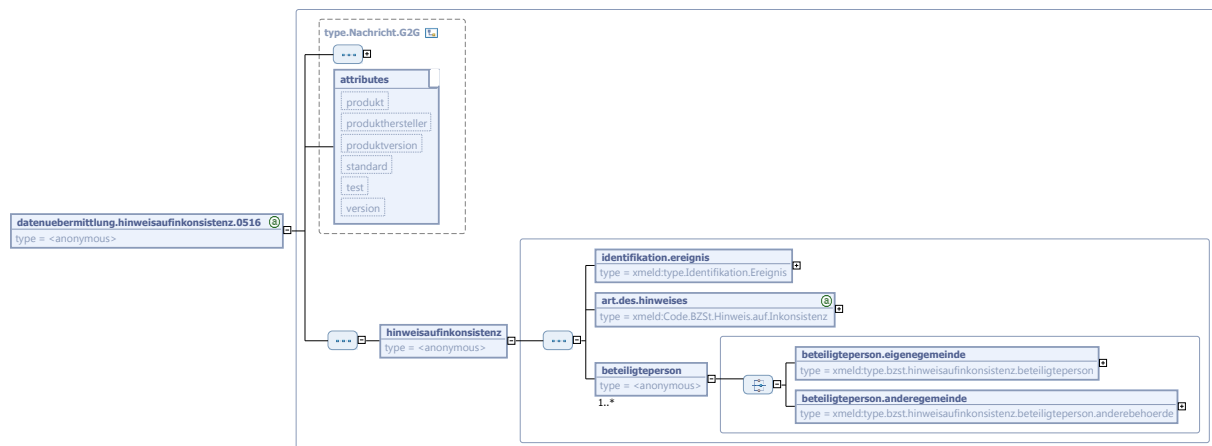 type.Nachricht.G2G
attributes
produkt
produkthersteller
produktversion
standard
test
version
datenuebermittlung.hinweisaufinkonsistenz.0516 a
type = <anonymous>
hinweisaufinkonsistenz
type = <anonymous>
identifikation.ereignis
type = xmeld:type.Identifikation.Ereignis
art.des.hinweises a
type = xmeld:Code.BZSt.Hinweis.auf.Inkonsistenz
beteiligteperson
type = <anonymous>
1..*
beteiligteperson.eigenegemeinde
type = xmeld:type.bzst.hinweisaufinkonsistenz.beteiligteperson
beteiligteperson.anderegemeinde
type = xmeld:type.bzst.hinweisaufinkonsistenz.beteiligteperson.anderebehoerde